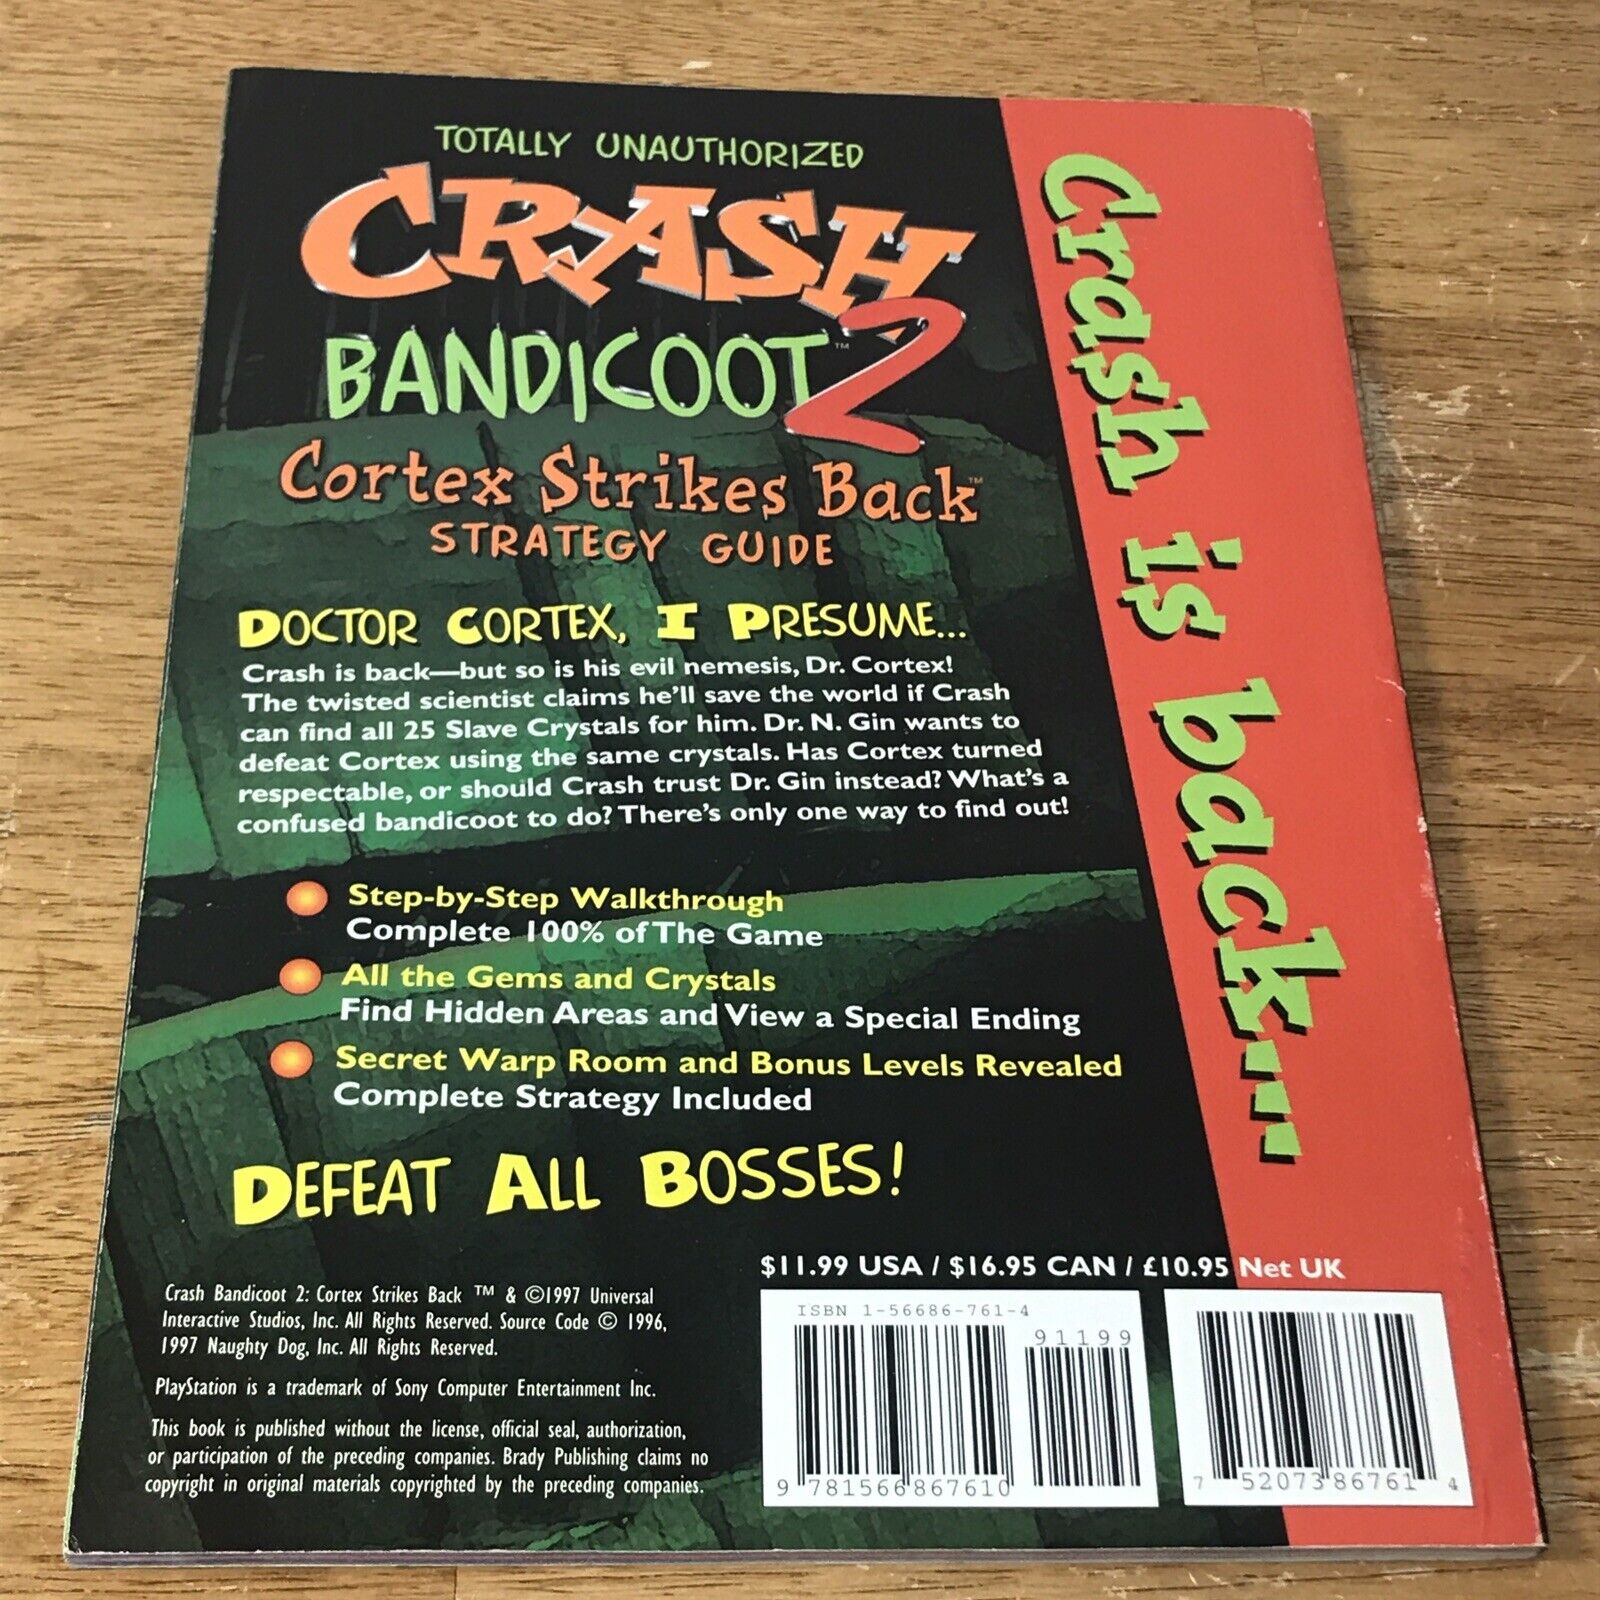 TOTALLY UNAUTHORIZED
CRASH
BANDICOOT™ 2
Cortex Strikes Back™
STRATEGY GUIDE
DOCTOR CORTEX, I PRESUME...
Crash is back—but so is his evil nemesis, Dr. Cortex!
The twisted scientist claims he'll save the world if Crash
can find all 25 Slave Crystals for him. Dr. N. Gin wants to
defeat Cortex using the same crystals. Has Cortex turned
respectable, or should Crash trust Dr. Gin instead? What's a
confused bandicoot to do? There's only one way to find out!
Step-by-Step Walkthrough
Complete 100% of The Game
All the Gems and Crystals
Find Hidden Areas and View a Special Ending
Secret Warp Room and Bonus Levels Revealed
Complete Strategy Included
DEFEAT ALL BOSSES!
Crash is back...
$11.99 USA / $16.95 CAN / £10.95 Net UK
Crash Bandicoot 2: Cortex Strikes Back ™ & ©1997 Universal
Interactive Studios, Inc. All Rights Reserved. Source Code © 1996,
1997 Naughty Dog, Inc. All Rights Reserved.
PlayStation is a trademark of Sony Computer Entertainment Inc.
This book is published without the license, official seal, authorization,
or participation of the preceding companies. Brady Publishing claims no
copyright in original materials copyrighted by the preceding companies.
ISBN 1-56686-761-4
91199
9 781566 867610
7 52073 86761 4